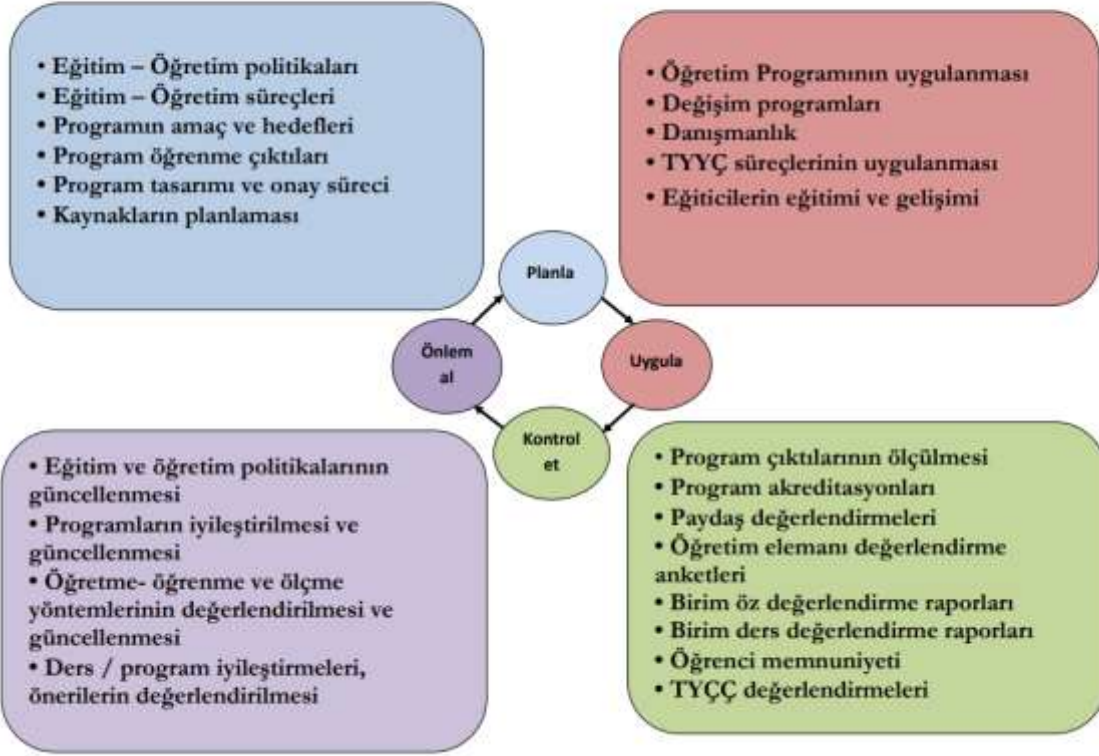 • Eğitim – Öğretim politikaları
• Eğitim – Öğretim süreçleri
• Programın amaç ve hedefleri
• Program öğrenme çıktıları
• Program tasarımı ve onay süreci
• Kaynakların planlaması
• Öğretim Programının uygulanması
• Değişim programları
• Danışmanlık
• TYYÇ süreçlerinin uygulanması
• Eğiticilerin eğitimi ve gelişimi
Planla
Önlem
al
Uygula
Kontrol
et
• Eğitim ve öğretim politikalarının
güncellenmesi
• Programların iyileştirilmesi ve
güncellenmesi
• Öğretme- öğrenme ve ölçme
yöntemlerinin değerlendirilmesi ve
güncellenmesi
• Ders / program iyileştirmeleri,
önerilerin değerlendirilmesi
• Program çıktılarının ölçülmesi
• Program akreditasyonları
• Paydaş değerlendirmeleri
• Öğretim elemanı değerlendirme
anketleri
• Birim öz değerlendirme raporları
• Birim ders değerlendirme raporları
• Öğrenci memnuniyeti
• TYÇÇ değerlendirmeleri